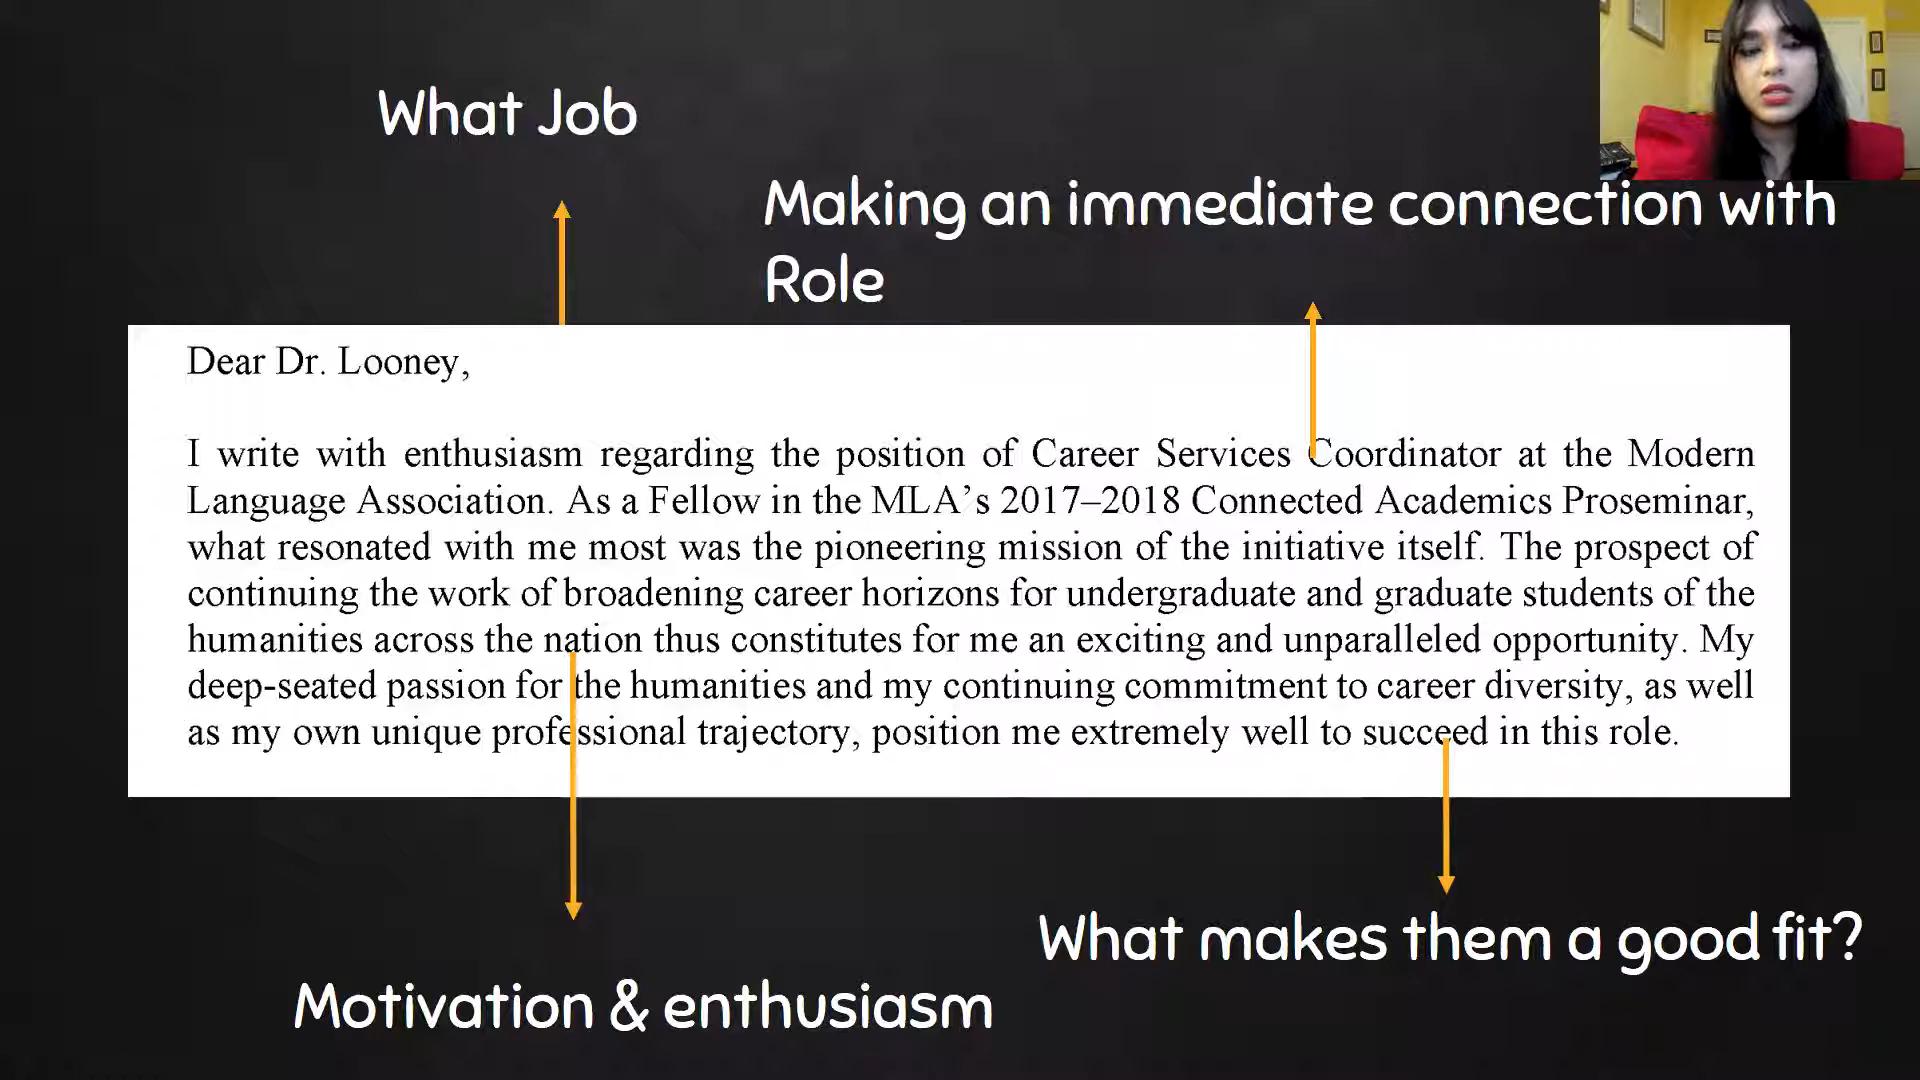 What Job
Making an immediate connection with
Role
Dear Dr. Looney,
I write with enthusiasm regarding the position of Career Services Coordinator at the Modern
Language Association. As a Fellow in the MLA’s 2017–2018 Connected Academics Proseminar,
what resonated with me most was the pioneering mission of the initiative itself. The prospect of
continuing the work of broadening career horizons for undergraduate and graduate students of the
humanities across the nation thus constitutes for me an exciting and unparalleled opportunity. My
deep-seated passion for the humanities and my continuing commitment to career diversity, as well
as my own unique professional trajectory, position me extremely well to succeed in this role.
What makes them a good fit?
Motivation & enthusiasm